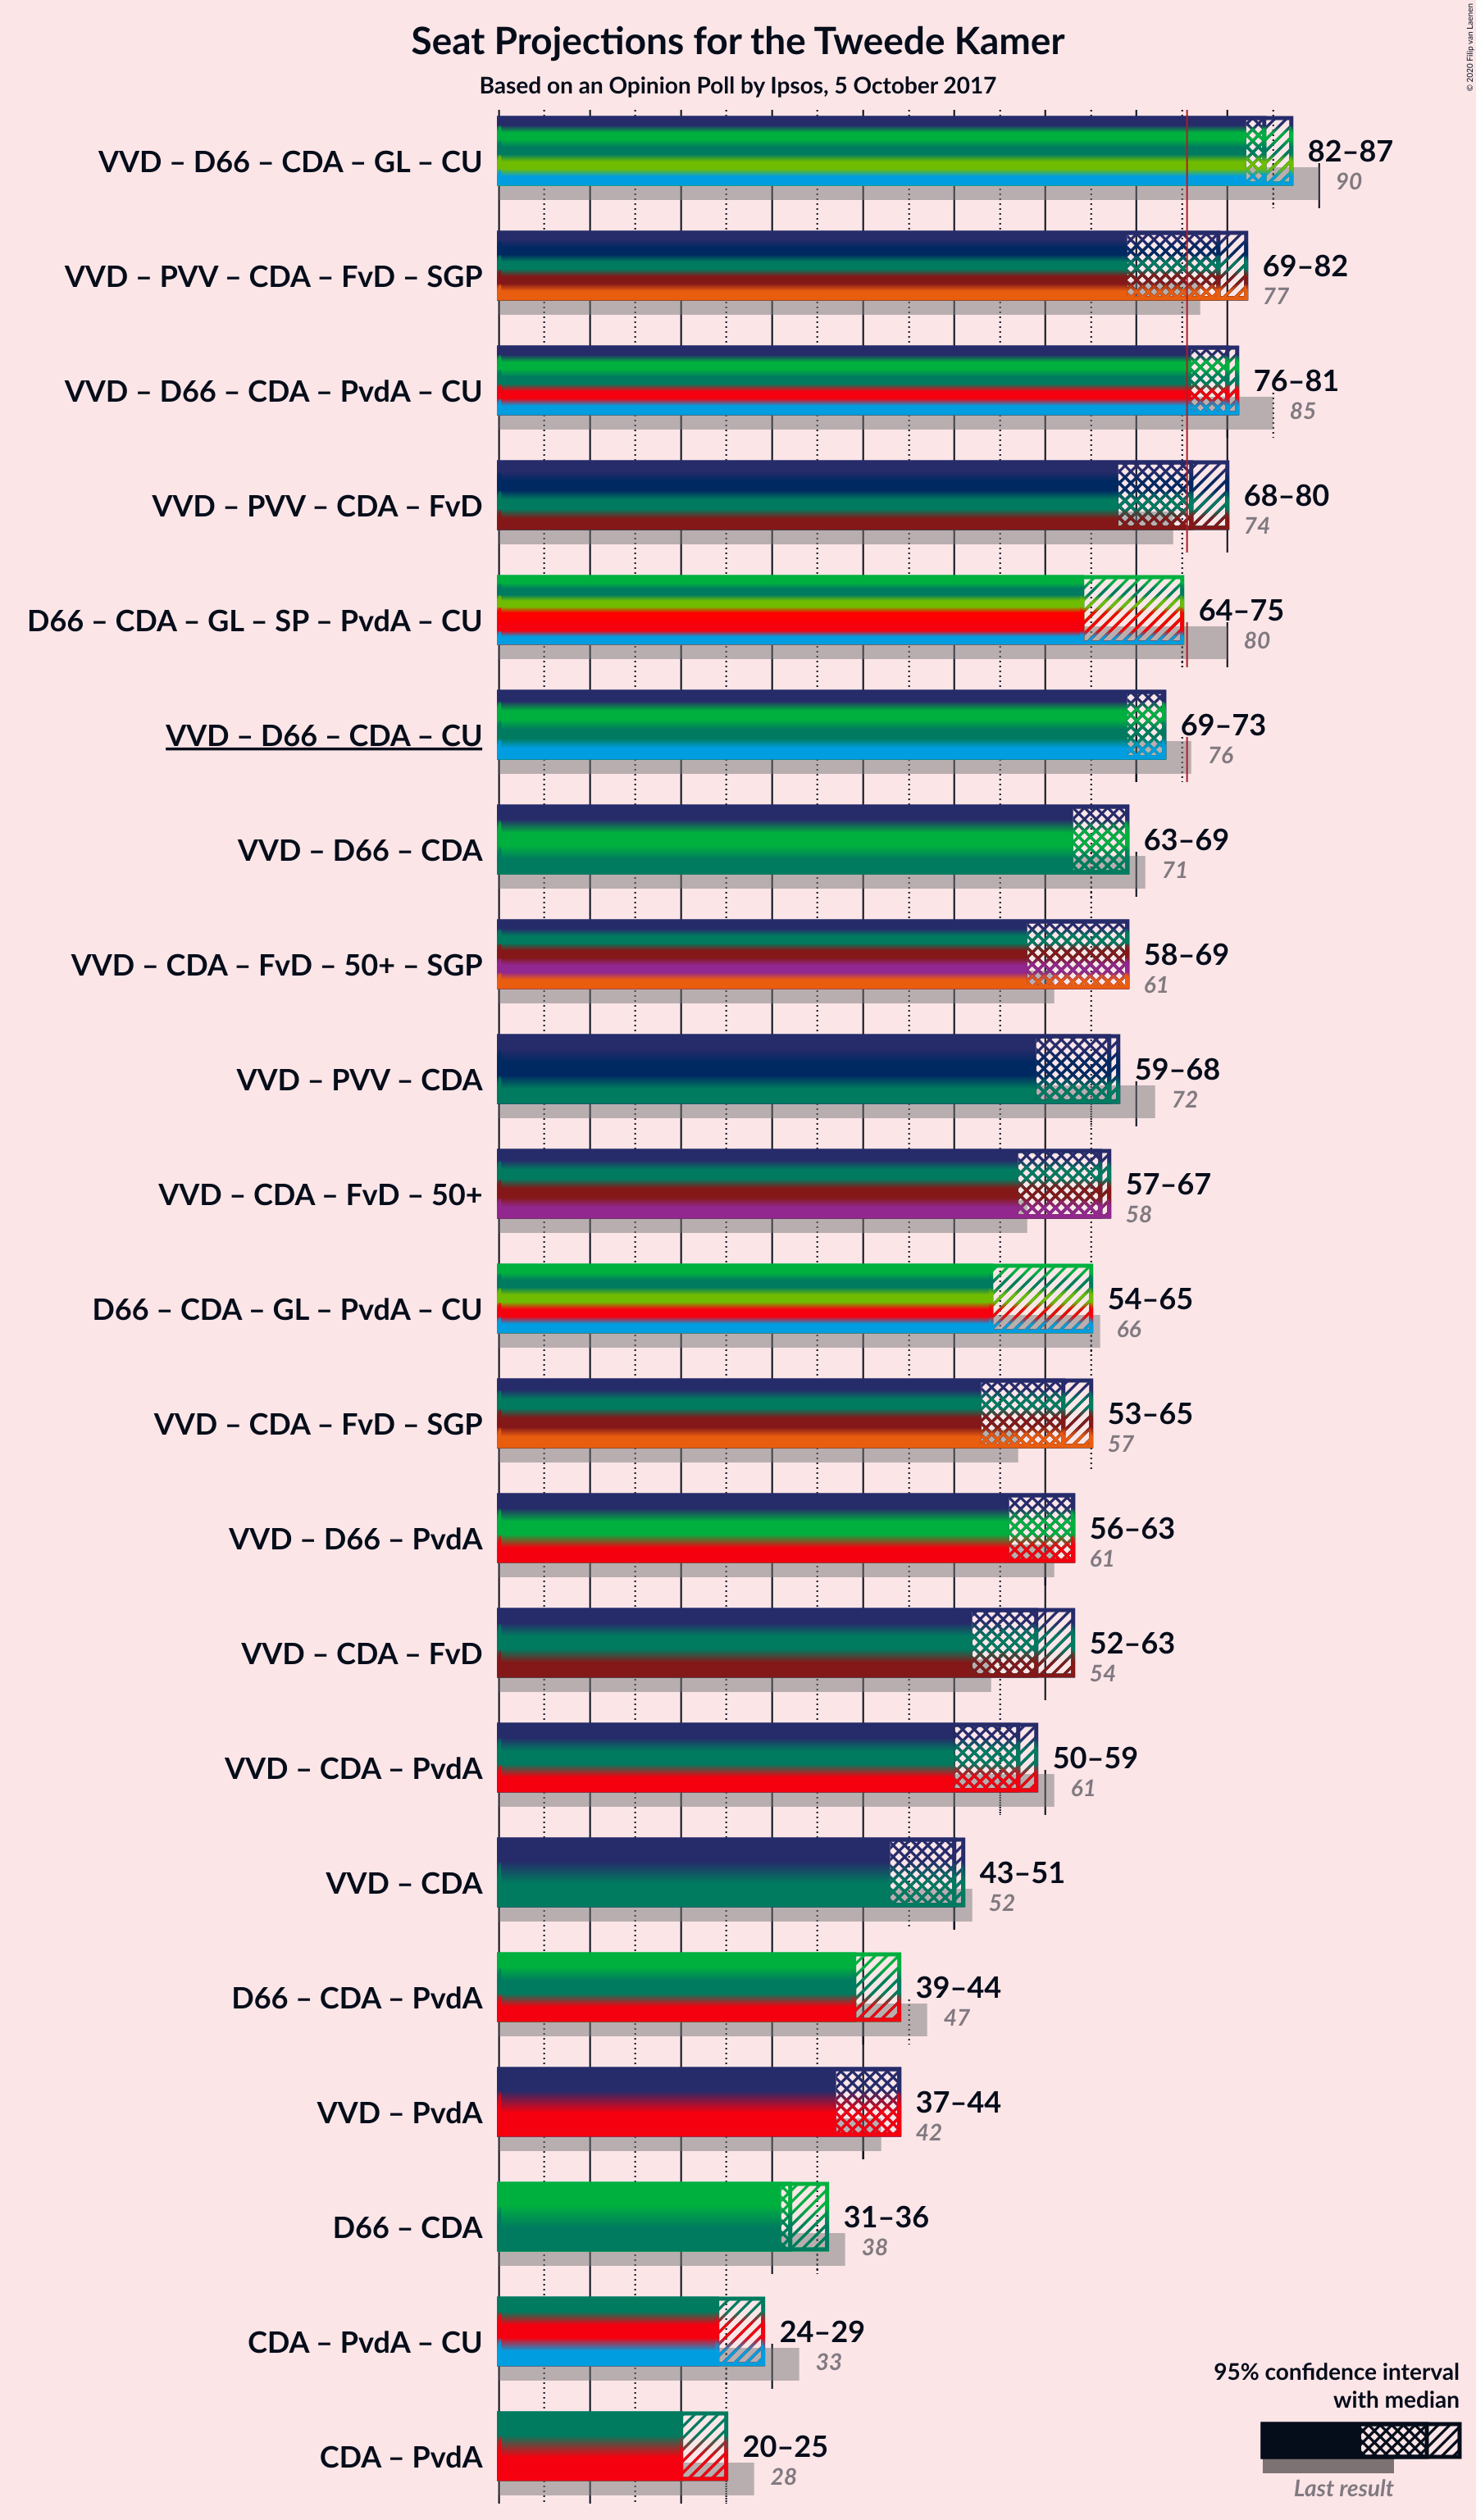 Seat Projections for the Tweede Kamer
Based on an Opinion Poll by Ipsos, 5 October 2017
© 2020 Filip van Laenen
VVD – D66 – CDA – GL – CU
82–87
90
VVD – PVV – CDA – FvD – SGP
69–82
77
VVD – D66 – CDA – PvdA – CU
76–81
85
VVD – PVV – CDA – FvD
68–80
74
D66 – CDA – GL – SP – PvdA – CU
64–75
80
VVD – D66 – CDA – CU
69–73
76
VVD – D66 – CDA
63–69
71
VVD – CDA – FvD – 50+ – SGP
58–69
61
VVD – PVV – CDA
59–68
72
VVD – CDA – FvD – 50+
57–67
58
D66 – CDA – GL – PvdA – CU
54–65
66
VVD – CDA – FvD – SGP
53–65
57
VVD – D66 – PvdA
56–63
61
VVD – CDA – FvD
52–63
54
VVD – CDA – PvdA
50–59
61
VVD – CDA
43–51
52
D66 – CDA – PvdA
39–44
47
VVD – PvdA
37–44
42
D66 – CDA
31–36
38
CDA – PvdA – CU
24–29
33
CDA – PvdA
20–25
28
95% confidence interval
with median
Last result